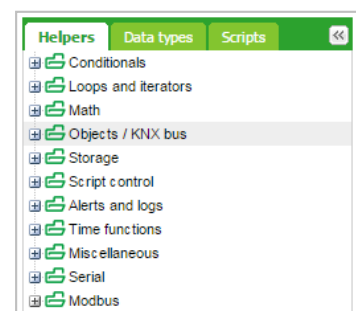 Helpers Data types Scripts
Conditionals
Loops and iterators
Math
Objects / KNX bus
Storage
Script control
Alerts and logs
Time functions
Miscellaneous
Serial
Modbus